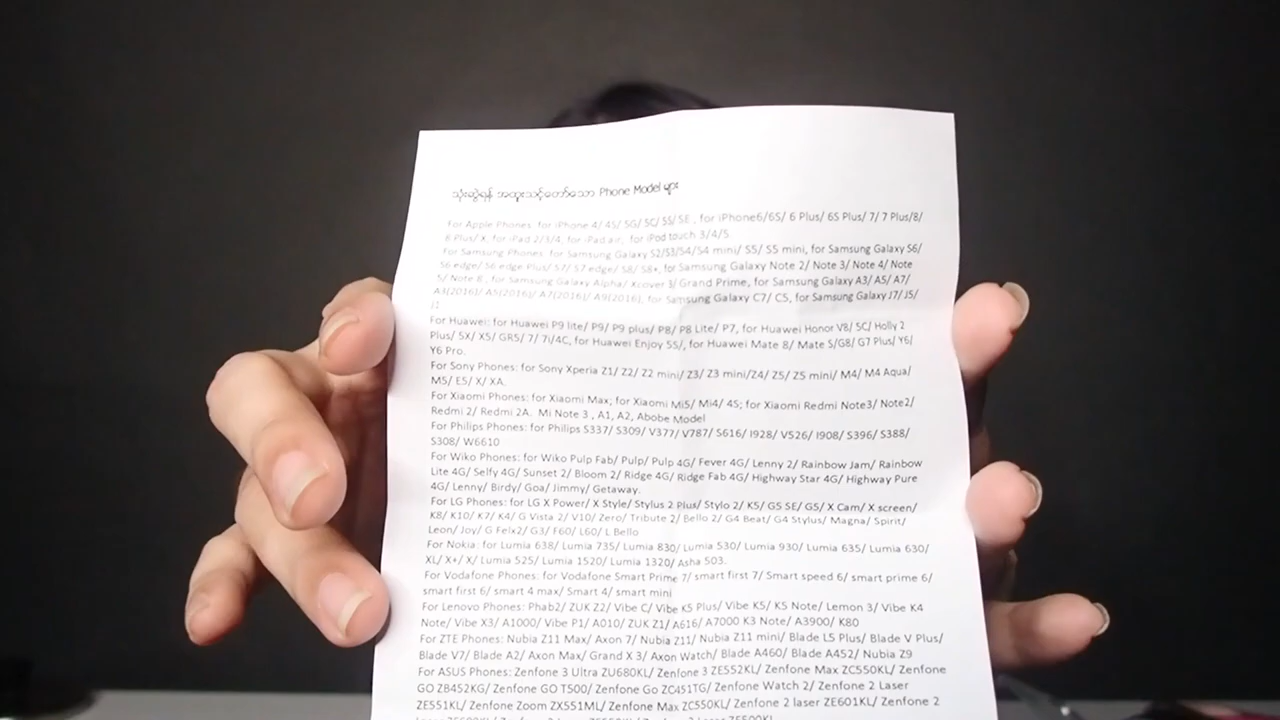 သုံးဆွဲရန် အထူးသင့်တော်သော Phone Model များ
For Apple Phones: for iPhone 4/ 4S/ 5G/ 5C/ 5S/ SE , for iPhone6/6S/ 6 Plus/ 6S Plus/ 7/ 7 Plus/8/
8 Plus/ X, for iPad 2/3/4, for iPad air, for iPod touch 3/4/5.
For Samsung Phones: for Samsung Galaxy S2/S3/S4/S4 mini/ S5/ S5 mini, for Samsung Galaxy S6/
S6 edge/ S6 edge Plus/ S7/ S7 edge/ S8/ S8+, for Samsung Galaxy Note 2/ Note 3/ Note 4/ Note
5/ Note 8 , for Samsung Galaxy Alpha/ Xcover 3/ Grand Prime, for Samsung Galaxy A3/ A5/ A7/
A3(2016)/ A5(2016)/ A7(2016)/ A9(2016), for Samsung Galaxy C7/ C5, for Samsung Galaxy J7/ J5/
J1
For Huawei: for Huawei P9 lite/ P9/ P9 plus/ P8/ P8 Lite/ P7, for Huawei Honor V8/ 5C/ Holly 2
Plus/ 5X/ X5/ GR5/ 7/ 7i/4C, for Huawei Enjoy 5S/, for Huawei Mate 8/ Mate S/G8/ G7 Plus/ Y6/
Y6 Pro.
For Sony Phones: for Sony Xperia Z1/ Z2/ Z2 mini/ Z3/ Z3 mini/Z4/ Z5/ Z5 mini/ M4/ M4 Aqua/
M5/ E5/ X/ XA.
For Xiaomi Phones: for Xiaomi Max; for Xiaomi Mi5/ Mi4/ 4S; for Xiaomi Redmi Note3/ Note2/
Redmi 2/ Redmi 2A. Mi Note 3 , A1, A2, Abobe Model
For Philips Phones: for Philips S337/ S309/ V377/ V787/ S616/ I928/ V526/ I908/ S396/ S388/
S308/ W6610
For Wiko Phones: for Wiko Pulp Fab/ Pulp/ Pulp 4G/ Fever 4G/ Lenny 2/ Rainbow Jam/ Rainbow
Lite 4G/ Selfy 4G/ Sunset 2/ Bloom 2/ Ridge 4G/ Ridge Fab 4G/ Highway Star 4G/ Highway Pure
4G/ Lenny/ Birdy/ Goa/ Jimmy/ Getaway.
For LG Phones: for LG X Power/ X Style/ Stylus 2 Plus/ Stylo 2/ K5/ G5 SE/ G5/ X Cam/ X screen/
K8/ K10/ K7/ K4/ G Vista 2/ V10/ Zero/ Tribute 2/ Bello 2/ G4 Beat/ G4 Stylus/ Magna/ Spirit/
Leon/ Joy/ G Felx2/ G3/ F60/ L60/ L Bello
For Nokia: for Lumia 638/ Lumia 735/ Lumia 830/ Lumia 530/ Lumia 930/ Lumia 635/ Lumia 630/
XL/ X+/ X/ Lumia 525/ Lumia 1520/ Lumia 1320/ Asha 503.
For Vodafone Phones: for Vodafone Smart Prime 7/ smart first 7/ Smart speed 6/ smart prime 6/
smart first 6/ smart 4 max/ Smart 4/ smart mini
For Lenovo Phones: Phab2/ ZUK Z2/ Vibe C/ Vibe K5 Plus/ Vibe K5/ K5 Note/ Lemon 3/ Vibe K4
Note/ Vibe X3/ A1000/ Vibe P1/ A010/ ZUK Z1/ A616/ A7000 K3 Note/ A3900/ K80
For ZTE Phones: Nubia Z11 Max/ Axon 7/ Nubia Z11/ Nubia Z11 mini/ Blade L5 Plus/ Blade V Plus/
Blade V7/ Blade A2/ Axon Max/ Grand X 3/ Axon Watch/ Blade A460/ Blade A452/ Nubia Z9
For ASUS Phones: Zenfone 3 Ultra ZU680KL/ Zenfone 3 ZE552KL/ Zenfone Max ZC550KL/ Zenfone
GO ZB452KG/ Zenfone GO T500/ Zenfone Go ZC451TG/ Zenfone Watch 2/ Zenfone 2 Laser
ZE551KL/ Zenfone Zoom ZX551ML/ Zenfone Max ZC550KL/ Zenfone 2 laser ZE601KL/ Zenfone 2